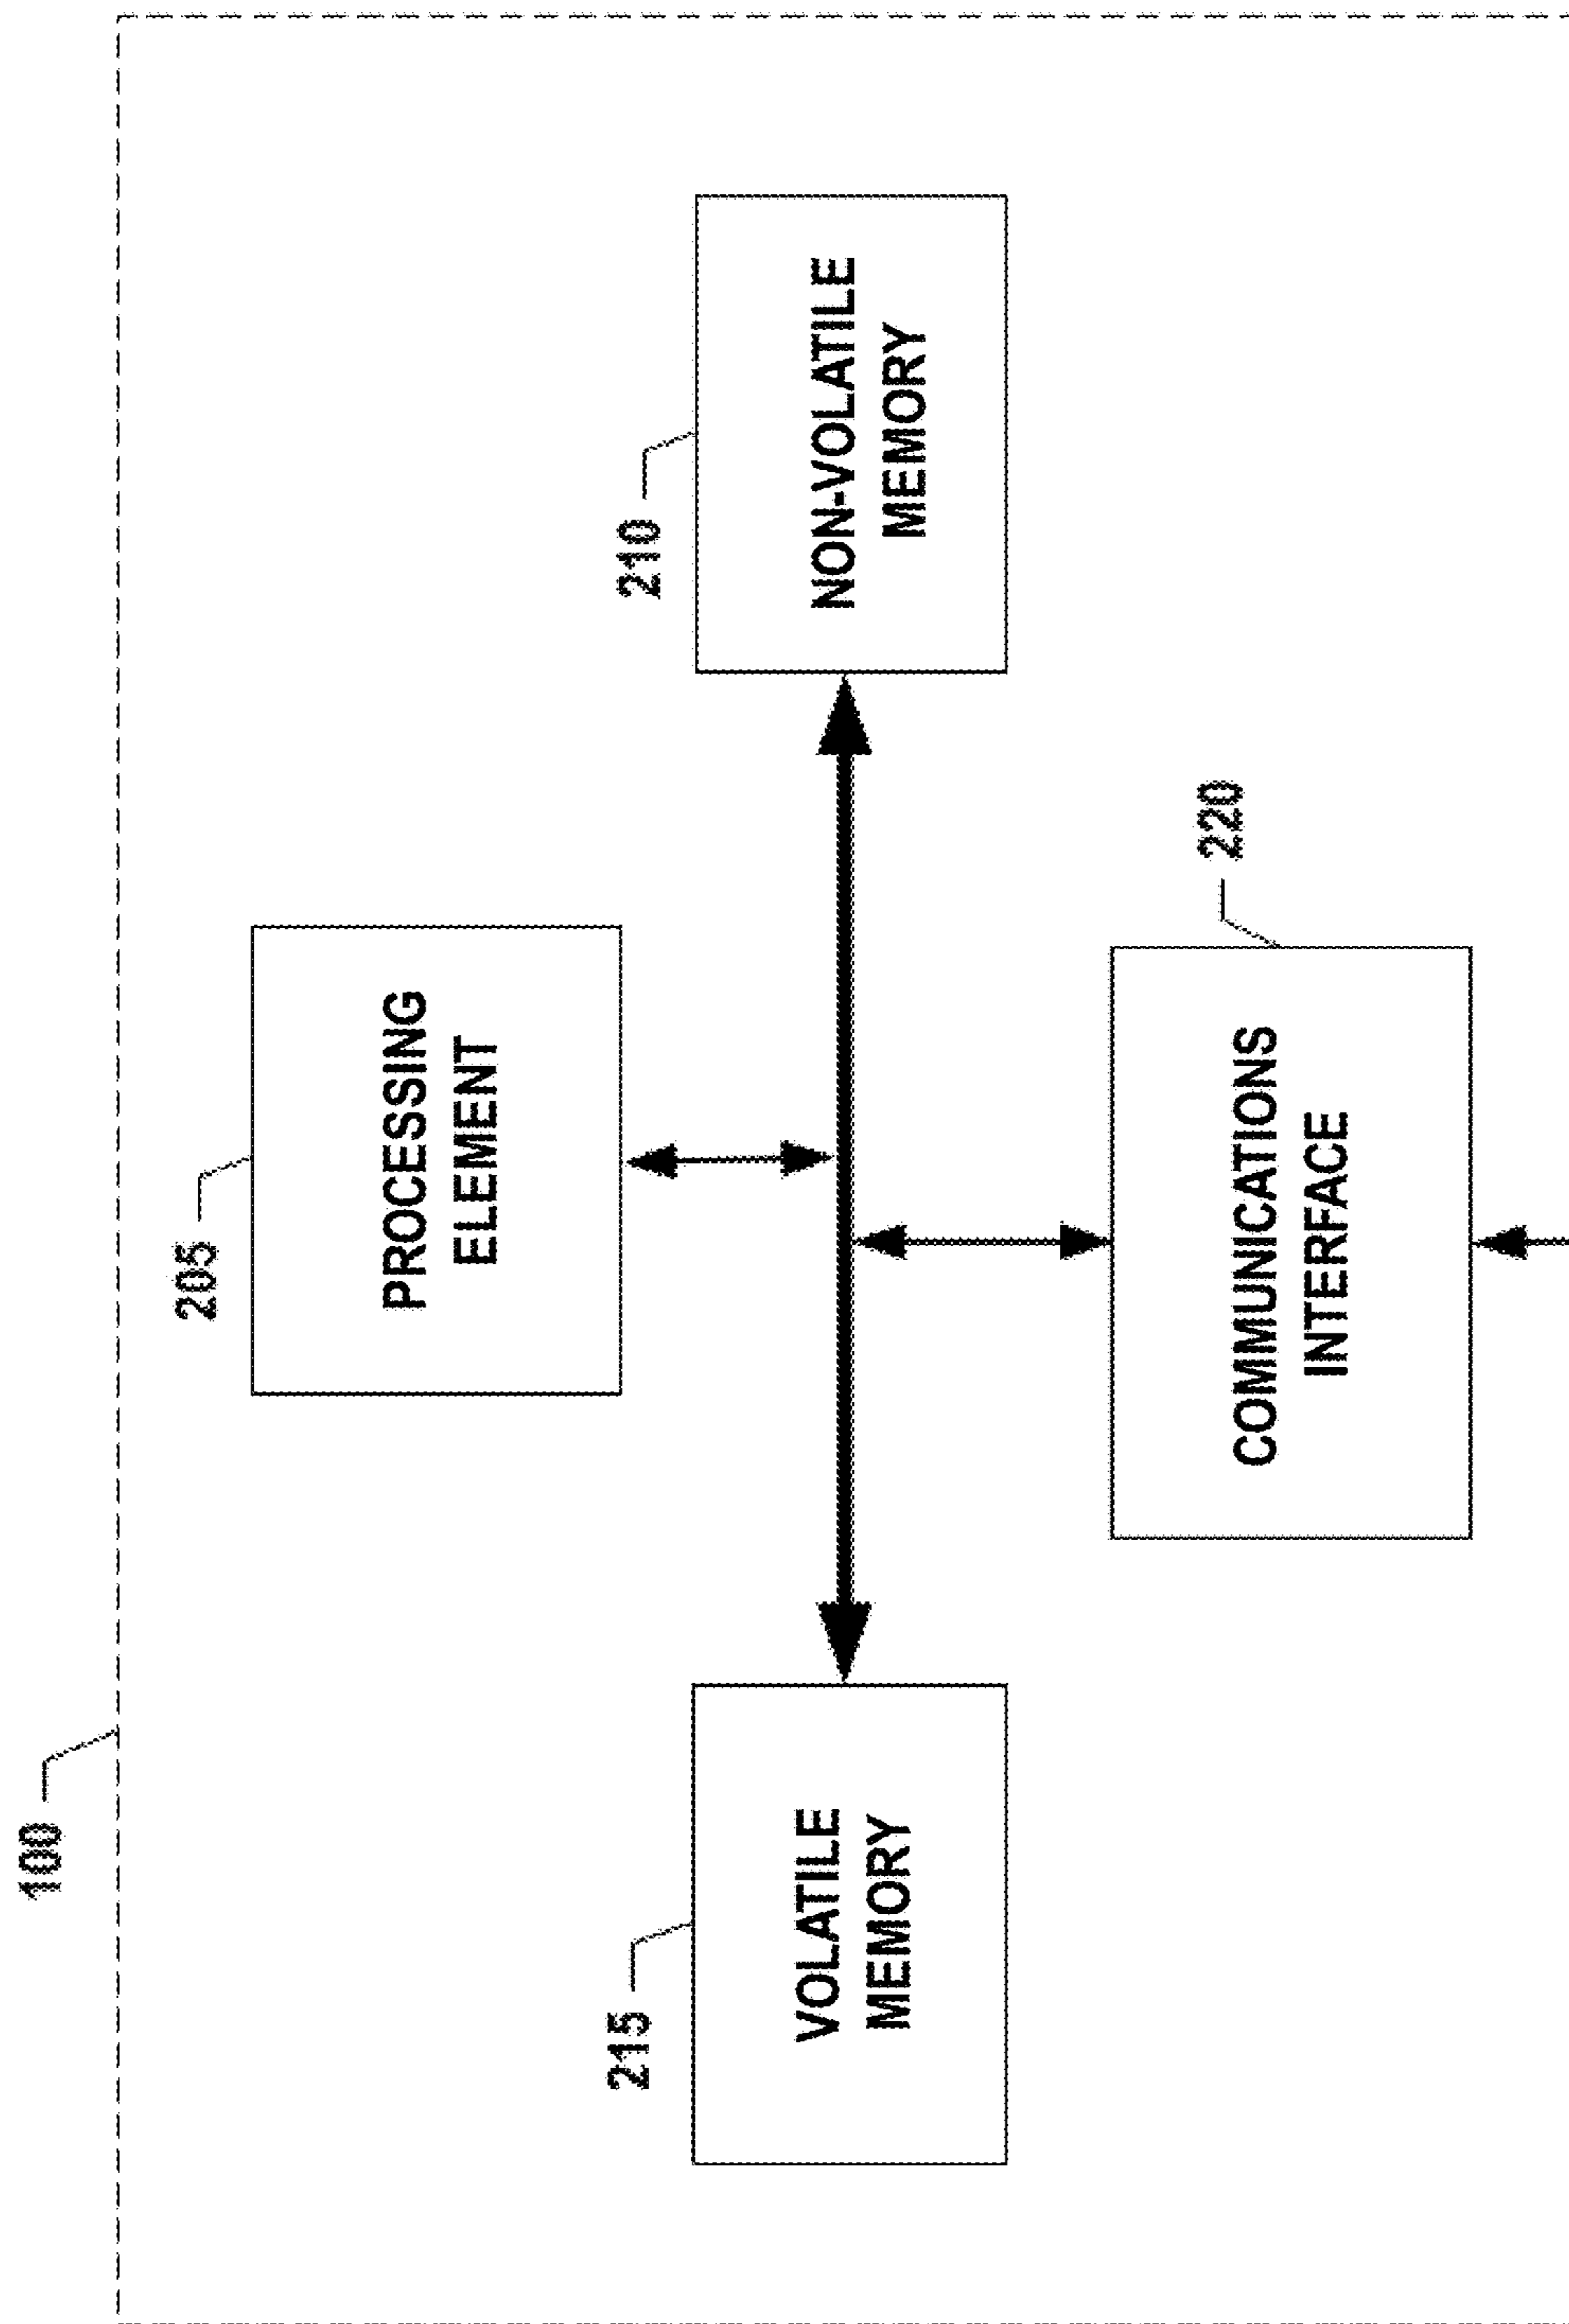 100
205
PROCESSING
ELEMENT
215
VOLATILE
MEMORY
210
NON-VOLATILE
MEMORY
220
COMMUNICATIONS
INTERFACE